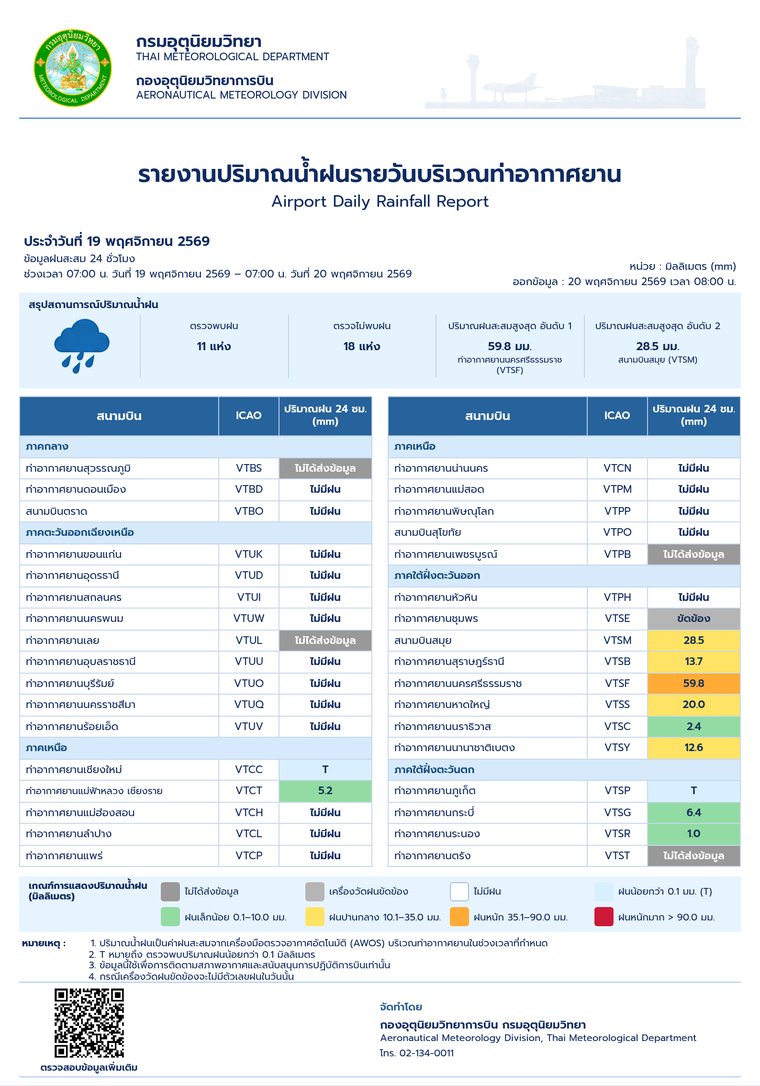 กรมอุตุนิยมวิทยา
METEOROLOGICAL DEPARTMENT
กรมอุตุนิยมวิทยา
THAI METEOROLOGICAL DEPARTMENT
กองอุตุนิยมวิทยาการบิน
AERONAUTICAL METEOROLOGY DIVISION
รายงานปริมาณน้ำฝนรายวันบริเวณท่าอากาศยาน
Airport Daily Rainfall Report
ประจำวันที่ 19 พฤศจิกายน 2569
ข้อมูลฝนสะสม 24 ชั่วโมง
ช่วงเวลา 07:00 น. วันที่ 19 พฤศจิกายน 2569 – 07:00 น. วันที่ 20 พฤศจิกายน 2569
หน่วย : มิลลิเมตร (mm)
ออกข้อมูล : 20 พฤศจิกายน 2569 เวลา 08:00 น.
สรุปสถานการณ์ปริมาณน้ำฝน
ตรวจพบฝน
11 แห่ง
ตรวจไม่พบฝน
18 แห่ง
ปริมาณฝนสะสมสูงสุด อันดับ 1
59.8 มม.
ท่าอากาศยานนครศรีธรรมราช
(VTSF)
ปริมาณฝนสะสมสูงสุด อันดับ 2
28.5 มม.
สนามบินสมุย (VTSM)
สนามบิน ICAO ปริมาณฝน 24 ชม. (mm)
ภาคกลาง
ท่าอากาศยานสุวรรณภูมิ VTBS ไม่ได้ส่งข้อมูล
ท่าอากาศยานดอนเมือง VTBD ไม่มีฝน
สนามบินตราด VTBO ไม่มีฝน
ภาคตะวันออกเฉียงเหนือ
ท่าอากาศยานขอนแก่น VTUK ไม่มีฝน
ท่าอากาศยานอุดรธานี VTUD ไม่มีฝน
ท่าอากาศยานสกลนคร VTUI ไม่มีฝน
ท่าอากาศยานนครพนม VTUW ไม่มีฝน
ท่าอากาศยานเลย VTUL ไม่ได้ส่งข้อมูล
ท่าอากาศยานอุบลราชธานี VTUU ไม่มีฝน
ท่าอากาศยานบุรีรัมย์ VTUO ไม่มีฝน
ท่าอากาศยานนครราชสีมา VTUQ ไม่มีฝน
ท่าอากาศยานร้อยเอ็ด VTUV ไม่มีฝน
ภาคเหนือ
ท่าอากาศยานเชียงใหม่ VTCC T
ท่าอากาศยานแม่ฟ้าหลวง เชียงราย VTCT 5.2
ท่าอากาศยานแม่ฮ่องสอน VTCH ไม่มีฝน
ท่าอากาศยานลำปาง VTCL ไม่มีฝน
ท่าอากาศยานแพร่ VTCP ไม่มีฝน
สนามบิน ICAO ปริมาณฝน 24 ชม. (mm)
ภาคเหนือ
ท่าอากาศยานน่านนคร VTCN ไม่มีฝน
ท่าอากาศยานแม่สอด VTPM ไม่มีฝน
ท่าอากาศยานพิษณุโลก VTPP ไม่มีฝน
สนามบินสุโขทัย VTPO ไม่มีฝน
ท่าอากาศยานเพชรบูรณ์ VTPB ไม่ได้ส่งข้อมูล
ภาคใต้ฝั่งตะวันออก
ท่าอากาศยานหัวหิน VTPH ไม่มีฝน
ท่าอากาศยานชุมพร VTSE ขัดข้อง
สนามบินสมุย VTSM 28.5
ท่าอากาศยานสุราษฎร์ธานี VTSB 13.7
ท่าอากาศยานนครศรีธรรมราช VTSF 59.8
ท่าอากาศยานหาดใหญ่ VTSS 20.0
ท่าอากาศยานนราธิวาส VTSC 2.4
ท่าอากาศยานนานาชาติเบตง VTSY 12.6
ภาคใต้ฝั่งตะวันตก
ท่าอากาศยานภูเก็ต VTSP T
ท่าอากาศยานกระบี่ VTSG 6.4
ท่าอากาศยานระนอง VTSR 1.0
ท่าอากาศยานตรัง VTST ไม่ได้ส่งข้อมูล
เกณฑ์การแสดงปริมาณน้ำฝน
(มิลลิเมตร)
ไม่ได้ส่งข้อมูล เครื่องวัดฝนขัดข้อง ไม่มีฝน ฝนน้อยกว่า 0.1 มม. (T)
ฝนเล็กน้อย 0.1–10.0 มม. ฝนปานกลาง 10.1–35.0 มม. ฝนหนัก 35.1–90.0 มม. ฝนหนักมาก > 90.0 มม.
หมายเหตุ : 1. ปริมาณน้ำฝนเป็นค่าฝนสะสมจากเครื่องมือตรวจอากาศอัตโนมัติ (AWOS) บริเวณท่าอากาศยานในช่วงเวลาที่กำหนด
2. T หมายถึง ตรวจพบปริมาณฝนน้อยกว่า 0.1 มิลลิเมตร
3. ข้อมูลนี้ใช้เพื่อการติดตามสภาพอากาศและสนับสนุนการปฏิบัติการบินเท่านั้น
4. กรณีเครื่องวัดฝนขัดข้องจะไม่มีตัวเลขฝนในวันนั้น
ตรวจสอบข้อมูลเพิ่มเติม
จัดทำโดย
กองอุตุนิยมวิทยาการบิน กรมอุตุนิยมวิทยา
Aeronautical Meteorology Division, Thai Meteorological Department
โทร. 02-134-0011